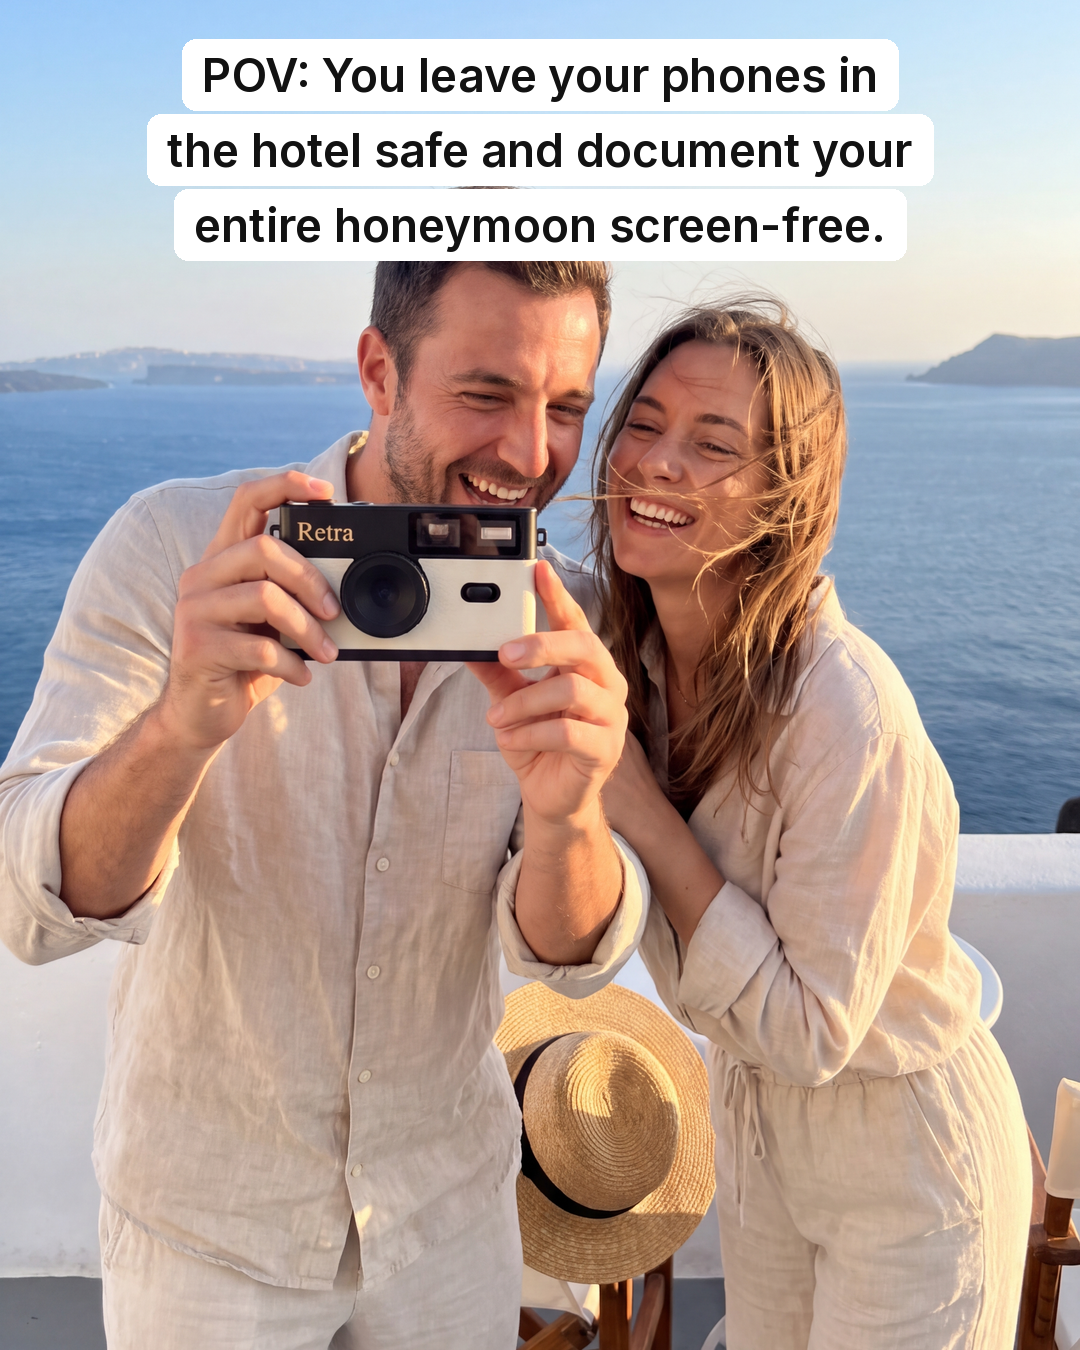 POV: You leave your phones in
the hotel safe and document your
entire honeymoon screen-free.
Retra